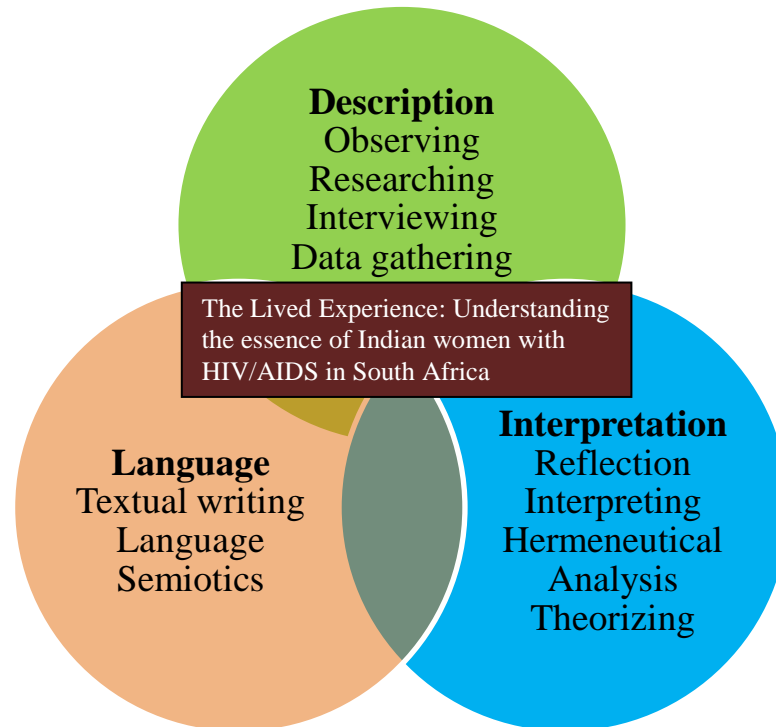 Description
Observing
Researching
Interviewing
Data gathering
The Lived Experience: Understanding
the essence of Indian women with
HIV/AIDS in South Africa
Language
Textual writing
Language
Semiotics
Interpretation
Reflection
Interpreting
Hermeneutical
Analysis
Theorizing